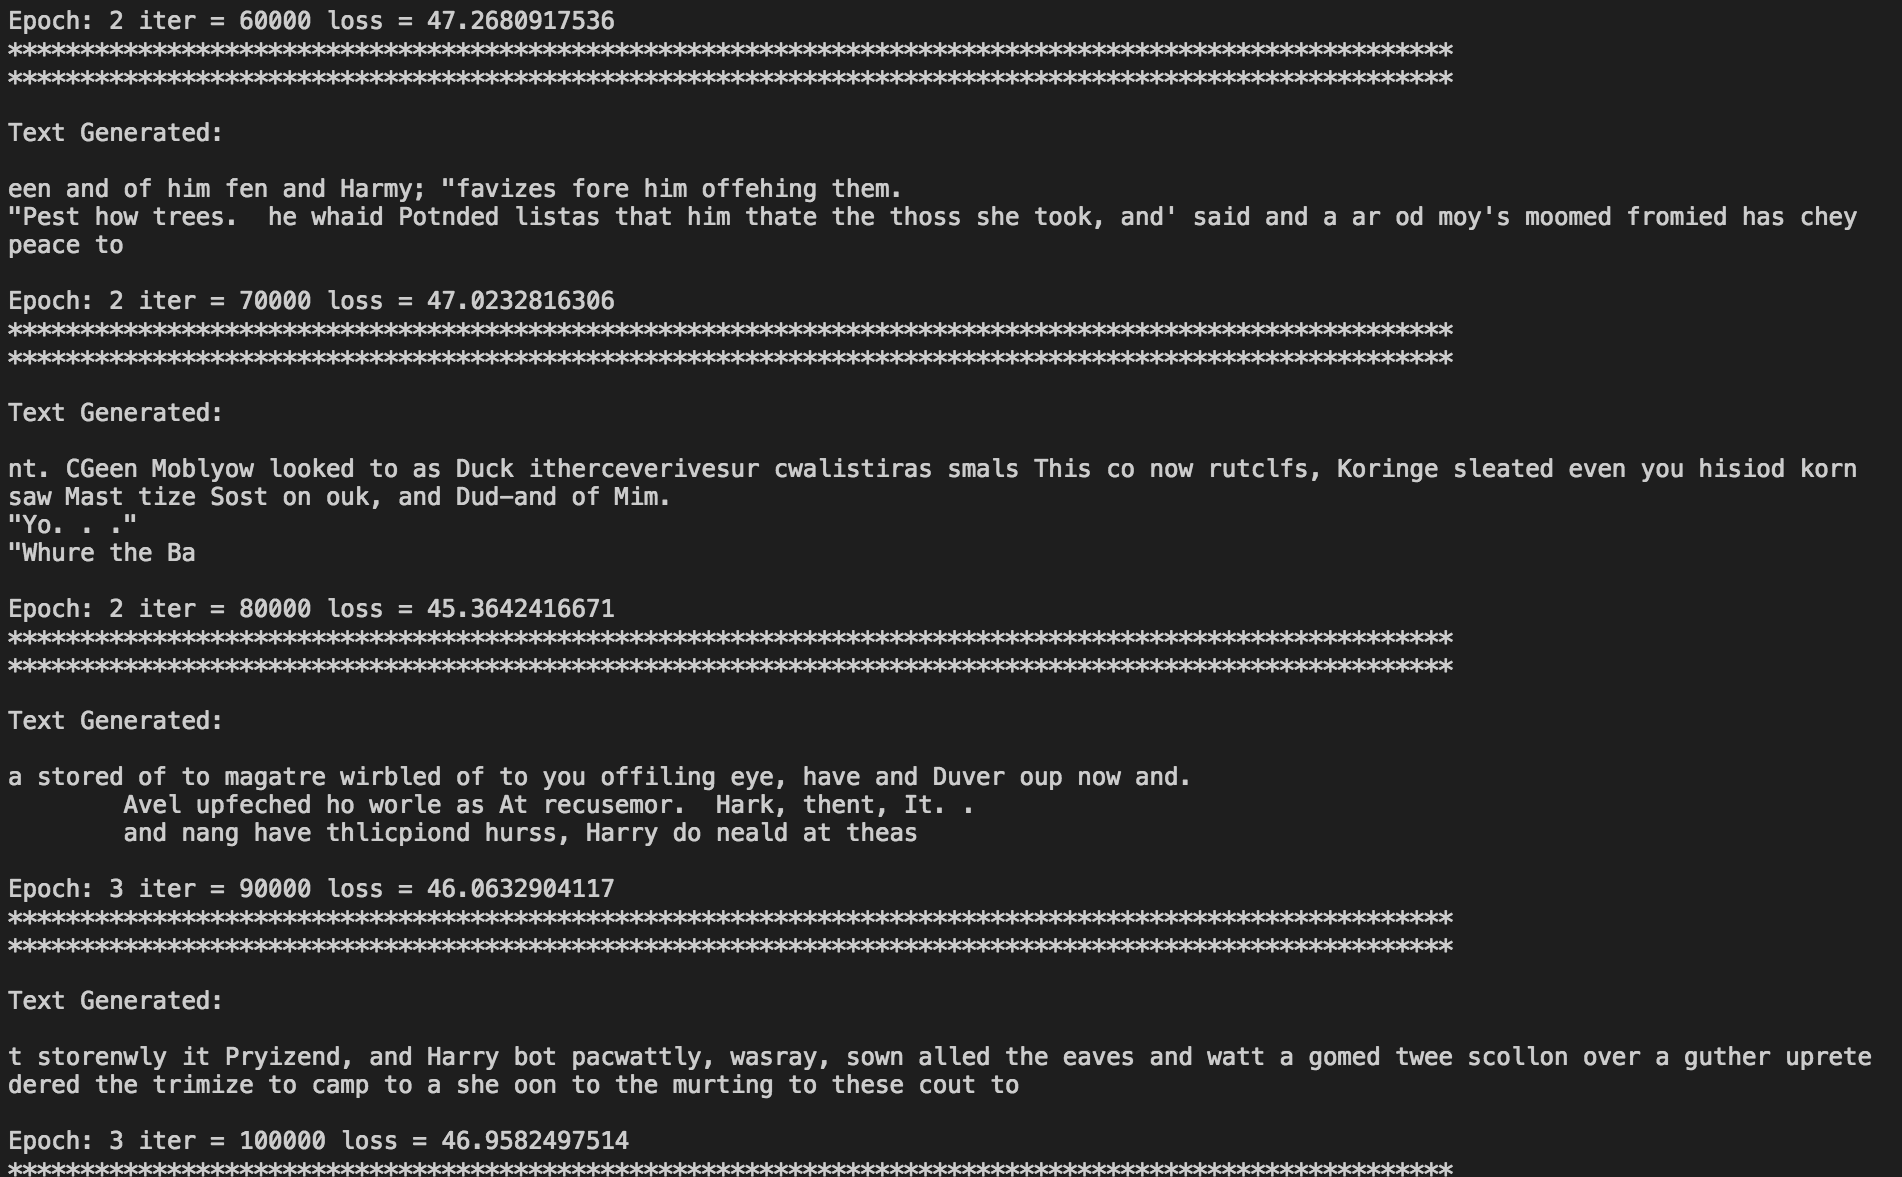 Epoch: 2 iter = 60000 loss = 47.2680917536
****************************************************************************************************
****************************************************************************************************
Text Generated:
een and of him fen and Harmy; "favizes fore him offehing them.
"Pest how trees.  he whaid Potnded listas that him thate the thoss she took, and' said and a ar od moy's moomed fromied has chey
peace to
Epoch: 2 iter = 70000 loss = 47.0232816306
****************************************************************************************************
****************************************************************************************************
Text Generated:
nt. CGeen Moblyow looked to as Duck itherceverivesur cwalistiras smals This co now rutclfs, Koringe sleated even you hisiod korn
saw Mast tize Sost on ouk, and Dud—and of Mim.
"Yo. . ."
"Whure the Ba
Epoch: 2 iter = 80000 loss = 45.3642416671
****************************************************************************************************
****************************************************************************************************
Text Generated:
a stored of to magatre wirbled of to you offiling eye, have and Duver oup now and.
        Avel upfeched ho worle as At recusemor.  Hark, thent, It. .
        and nang have thlicpiond hurss, Harry do neald at theas
Epoch: 3 iter = 90000 loss = 46.0632904117
****************************************************************************************************
****************************************************************************************************
Text Generated:
t storenwly it Pryizend, and Harry bot pacwattly, wasray, sown alled the eaves and watt a gomed twee scollon over a guther uprete
dered the trimize to camp to a she oon to the murting to these cout to
Epoch: 3 iter = 100000 loss = 46.9582497514
****************************************************************************************************